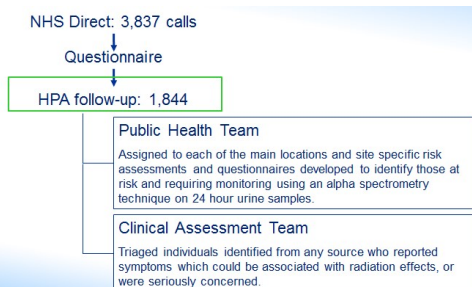 NHS Direct: 3,837 calls
Questionnaire
HPA follow-up: 1,844
Public Health Team
Assigned to each of the main locations and site specific risk
assessments and questionnaires developed to identify those at
risk and requiring monitoring using an alpha spectrometry
technique on 24 hour urine samples.
Clinical Assessment Team
Triaged individuals identified from any source who reported
symptoms which could be associated with radiation effects, or
were seriously concerned.